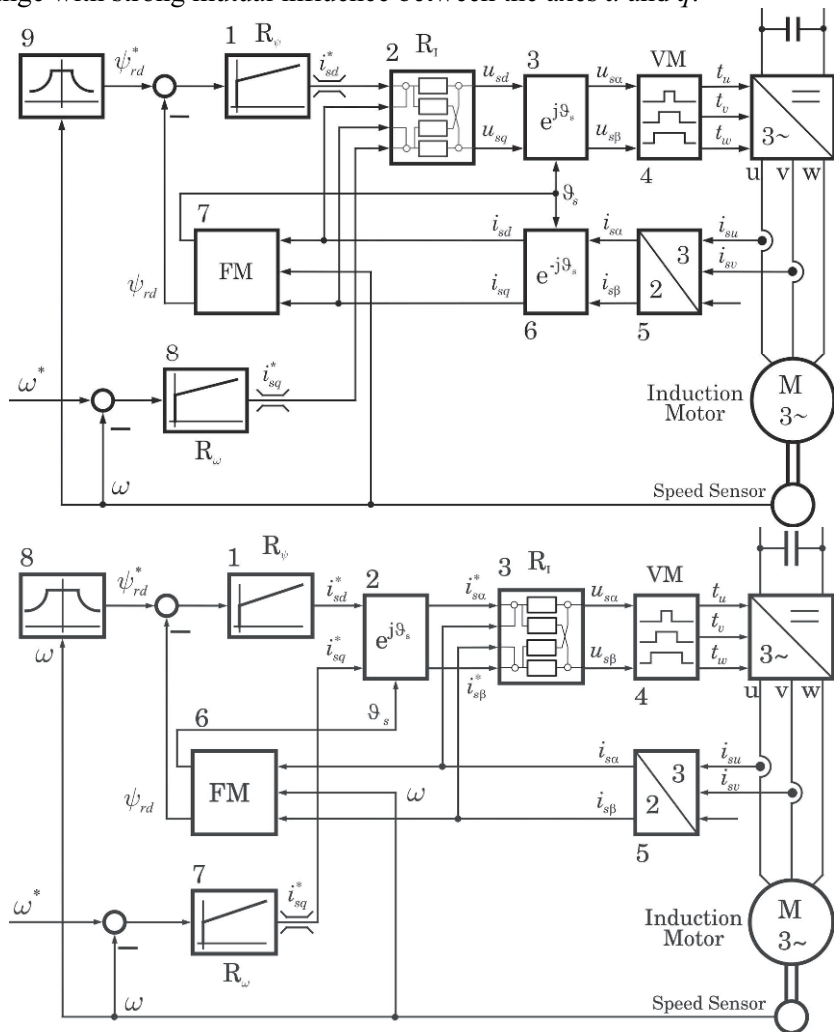 nge with strong mutual influence between the axes d and q.
9 ψ*rd 1 Rψ i*sd 2 RI usd 3 usα VM tu
ejϑs tv
usq usβ tw 3~
4 u v w
7 ϑs
FM isd isα 3 isu
e-jϑs isv
ψrd isq isβ 2
6 5
8
ω* i*sq
Rω
Induction
Motor
M
3~
ω Speed Sensor
8 ψ*rd 1 Rψ i*sd 2 i*sα 3 RI usα VM tu
ω i*sq ejϑs tv
i*sβ usβ tw 3~
4 u v w
6 ϑs
FM isα 3 isu
ω isv
ψrd isβ 2
5
7
ω* i*sq
Rω
Induction
Motor
M
3~
ω Speed Sensor